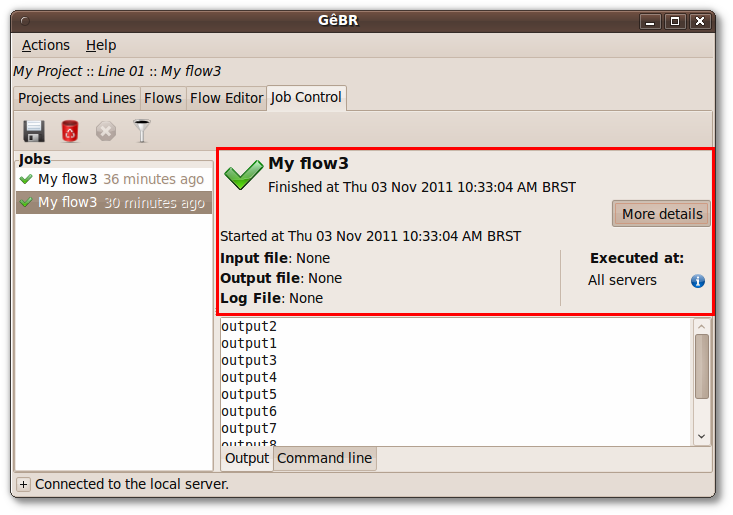 GêBR
Actions Help
My Project :: Line 01 :: My flow3
Projects and Lines Flows Flow Editor Job Control
Jobs
My flow3 36 minutes ago
My flow3 30 minutes ago
My flow3
Finished at Thu 03 Nov 2011 10:33:04 AM BRST
More details
Started at Thu 03 Nov 2011 10:33:04 AM BRST
Input file: None
Output file: None
Log File: None
Executed at:
All servers
output2
output1
output3
output4
output5
output6
output7
output8
Output Command line
Connected to the local server.